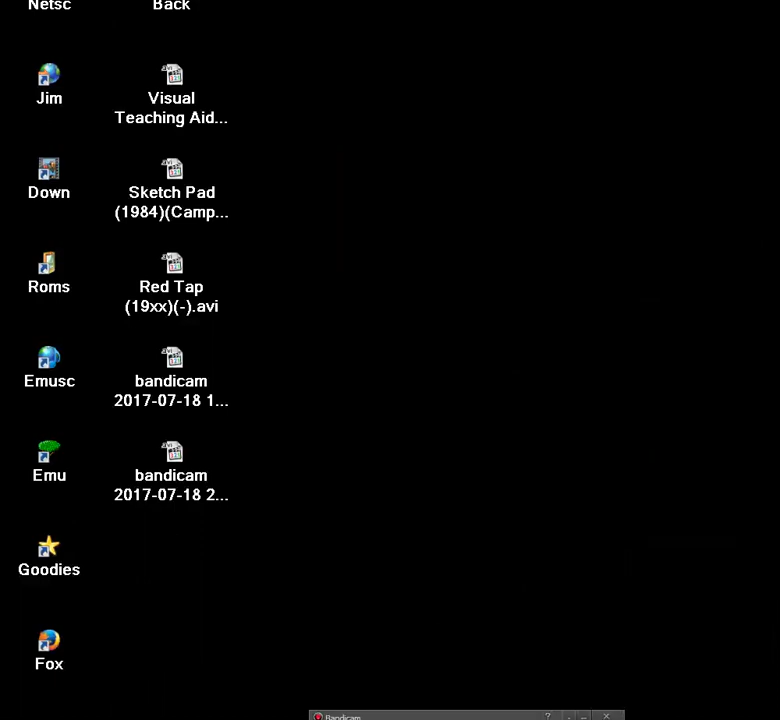 Netsc
Back
Jim
Visual
Teaching Aid...
Down
Sketch Pad
(1984)(Camp...
Roms
Red Tap
(19xx)(-).avi
Emusc
bandicam
2017-07-18 1...
Emu
bandicam
2017-07-18 2...
Goodies
Fox
Bandicam